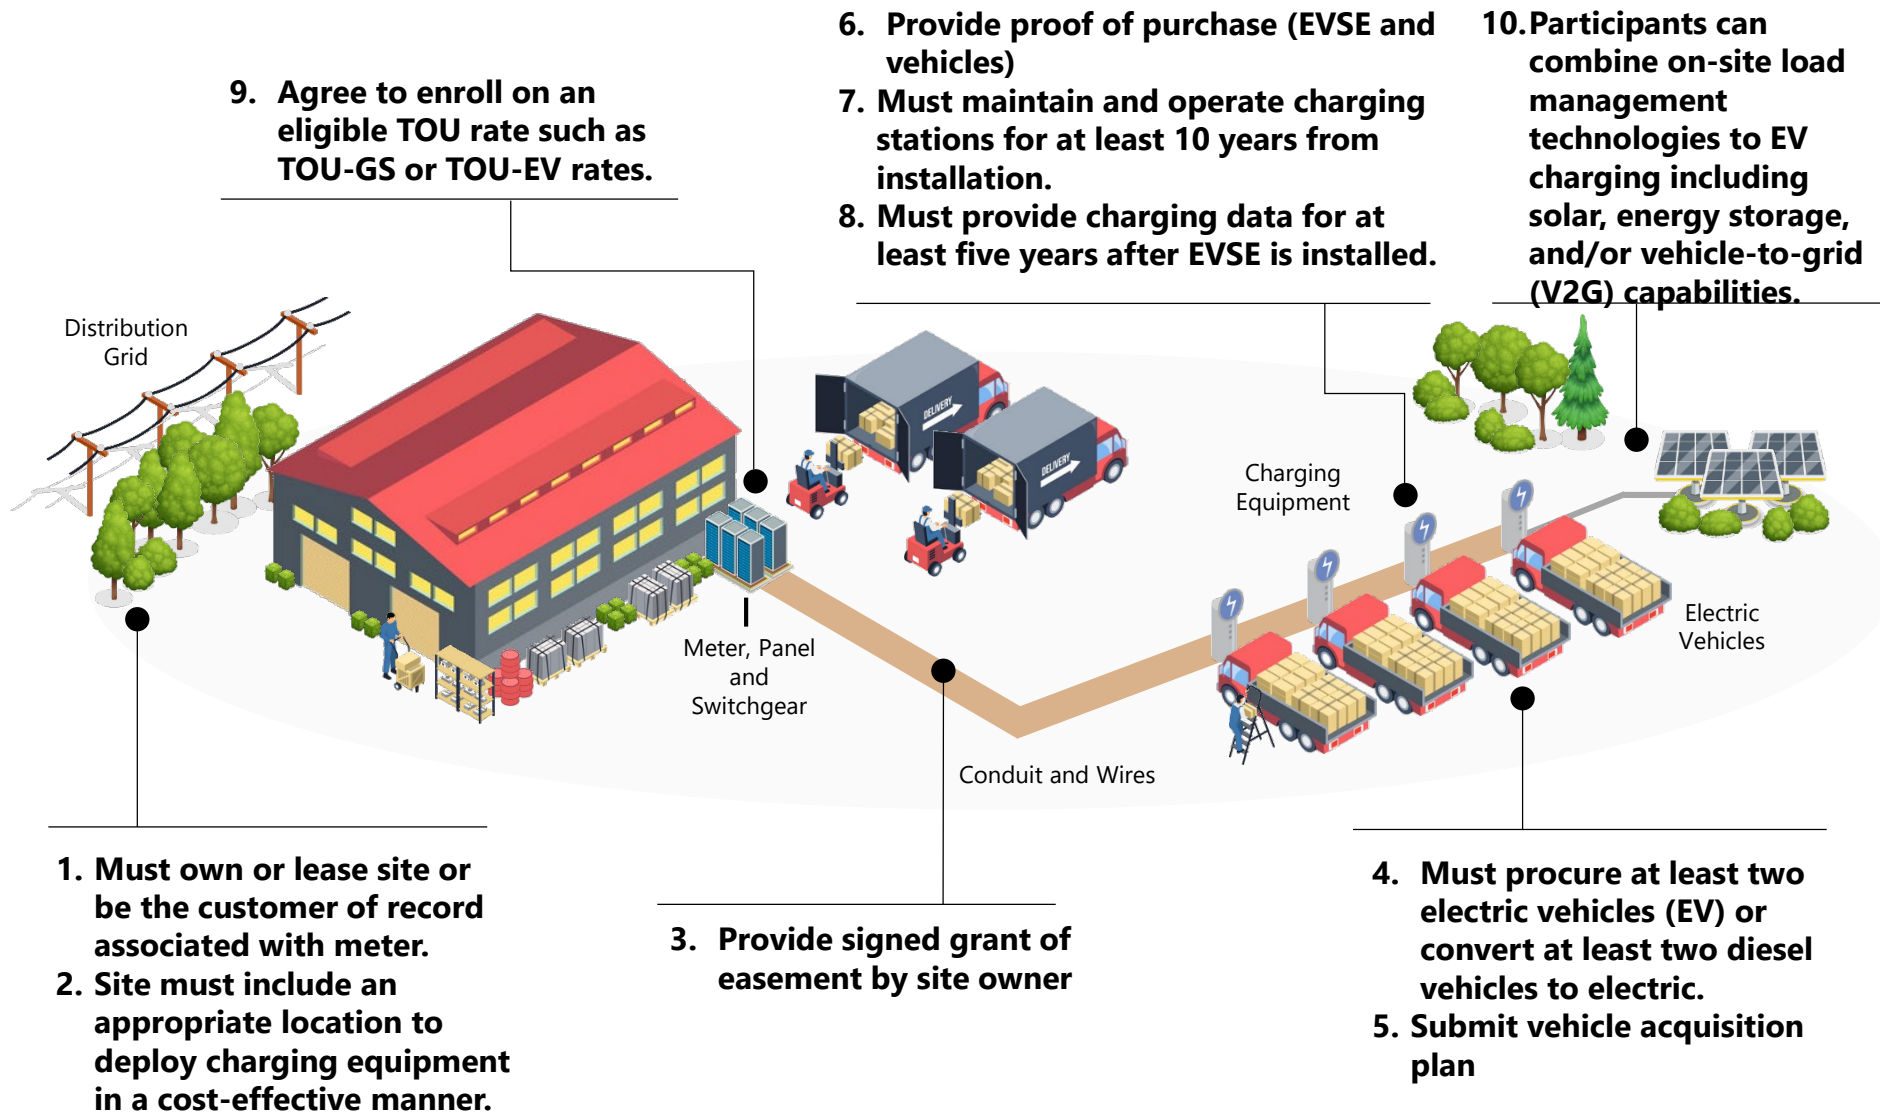 6. Provide proof of purchase (EVSE and
vehicles)
7. Must maintain and operate charging
stations for at least 10 years from
installation.
8. Must provide charging data for at
least five years after EVSE is installed.
10. Participants can
combine on-site load
management
technologies to EV
charging including
solar, energy storage,
and/or vehicle-to-grid
(V2G) capabilities.
9. Agree to enroll on an
eligible TOU rate such as
TOU-GS or TOU-EV rates.
Distribution
Grid
DELIVERY
DELIVERY
Charging
Equipment
Electric
Vehicles
Meter, Panel
and
Switchgear
Conduit and Wires
1. Must own or lease site or
be the customer of record
associated with meter.
2. Site must include an
appropriate location to
deploy charging equipment
in a cost-effective manner.
3. Provide signed grant of
easement by site owner
4. Must procure at least two
electric vehicles (EV) or
convert at least two diesel
vehicles to electric.
5. Submit vehicle acquisition
plan